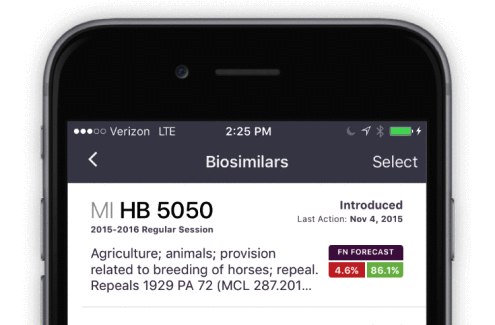 Verizon LTE 2:25 PM
Biosimilars Select
MI HB 5050 Introduced
2015-2016 Regular Session Last Action: Nov 4, 2015
Agriculture; animals; provision FN FORECAST
related to breeding of horses; repeal. 4.6% 86.1%
Repeals 1929 PA 72 (MCL 287.201...